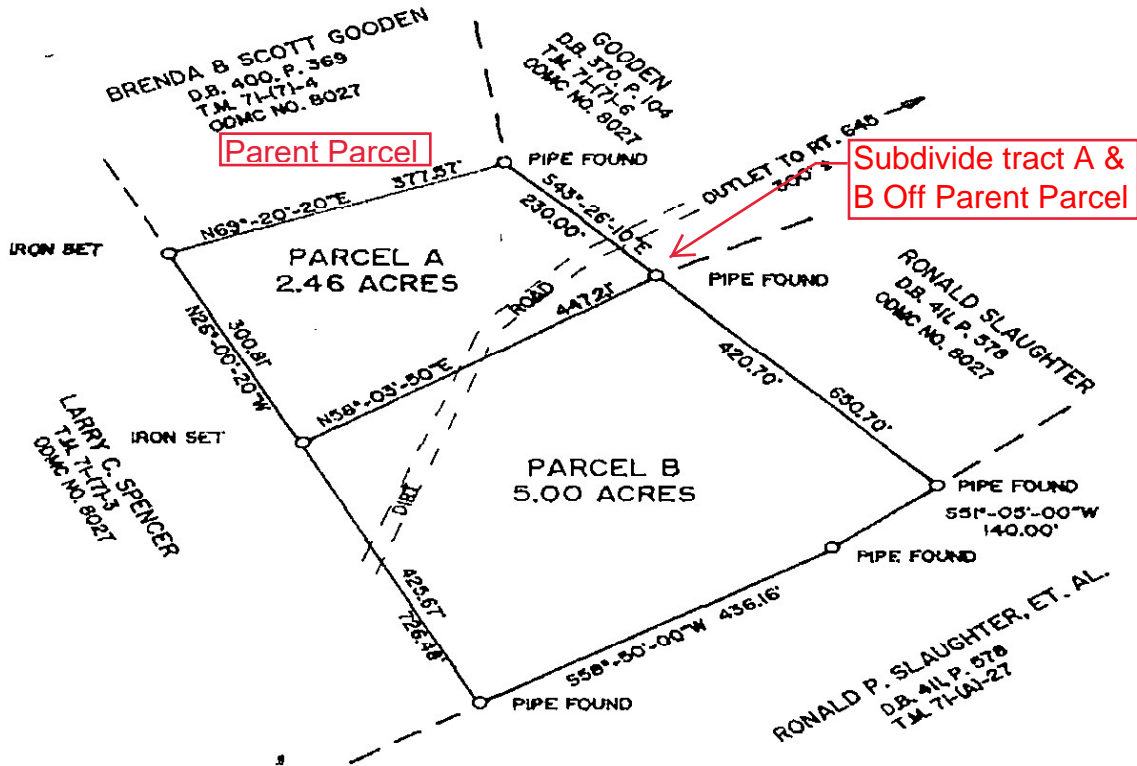 BRENDA & SCOTT GOODEN
D.B. 400, P. 369
T.M. 71-(7)-4
ODMC NO. 8027
Parent Parcel
GOODEN
D.B. 370, P. 104
T.M. 71-(7)-6
ODMC NO. 8027
OUTLET TO RT. 645
300'±
Subdivide tract A &
B Off Parent Parcel
PIPE FOUND
N69°-20'-20"E
377.57'
S43°-26'-10"E
230.00'
IRON SET
PARCEL A
2.46 ACRES
PIPE FOUND
RONALD SLAUGHTER
D.B. 411, P. 578
ODMC NO. 8027
ROAD
447.21'
N58°-03'-50"E
300.81'
N26°-00'-20"W
420.70'
650.70'
LARRY C. SPENCER
T.M. 71-(7)-3
ODMC NO. 8027
IRON SET
PARCEL B
5.00 ACRES
DIRT
PIPE FOUND
S51°-05'-00"W
140.00'
PIPE FOUND
425.67'
726.48'
S58°-50'-00"W 436.16'
PIPE FOUND
RONALD P. SLAUGHTER, ET. AL.
D.B. 411, P. 578
T.M. 71-(A)-27